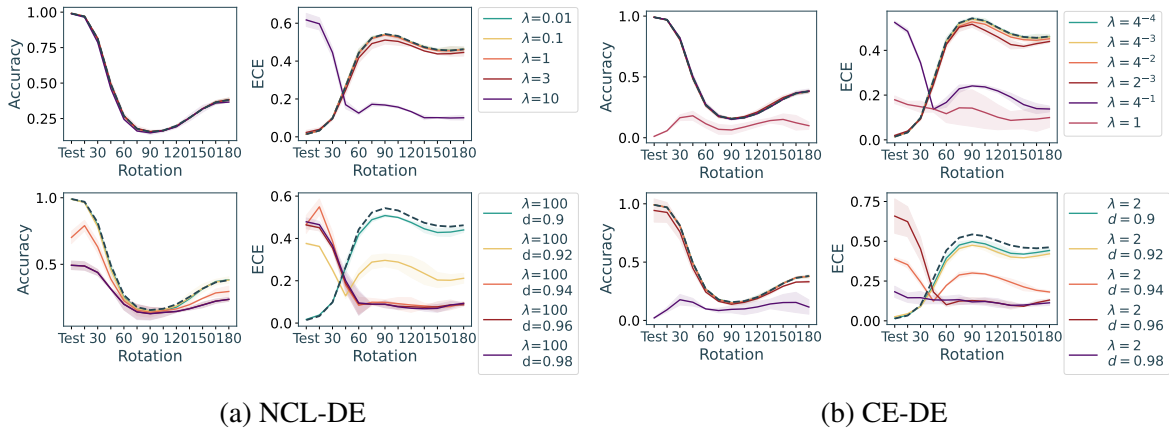 Accuracy
1.00
0.75
0.50
0.25
Test 30 60 90 120150180
Rotation
ECE
0.6
0.4
0.2
0.0
Test 30 60 90 120150180
Rotation
λ=0.01
λ=0.1
λ=1
λ=3
λ=10
Accuracy
1.0
0.5
0.0
Test 30 60 90 120150180
Rotation
ECE
0.4
0.2
0.0
Test 30 60 90 120150180
Rotation
λ = 4⁻⁴
λ = 4⁻³
λ = 4⁻²
λ = 2⁻³
λ = 4⁻¹
λ = 1
Accuracy
1.0
0.5
Test 30 60 90 120150180
Rotation
ECE
0.6
0.4
0.2
0.0
Test 30 60 90 120150180
Rotation
λ=100
d=0.9
λ=100
d=0.92
λ=100
d=0.94
λ=100
d=0.96
λ=100
d=0.98
Accuracy
1.0
0.5
0.0
Test 30 60 90 120150180
Rotation
ECE
0.75
0.50
0.25
0.00
Test 30 60 90 120150180
Rotation
λ = 2
d = 0.9
λ = 2
d = 0.92
λ = 2
d = 0.94
λ = 2
d = 0.96
λ = 2
d = 0.98
(a) NCL-DE
(b) CE-DE